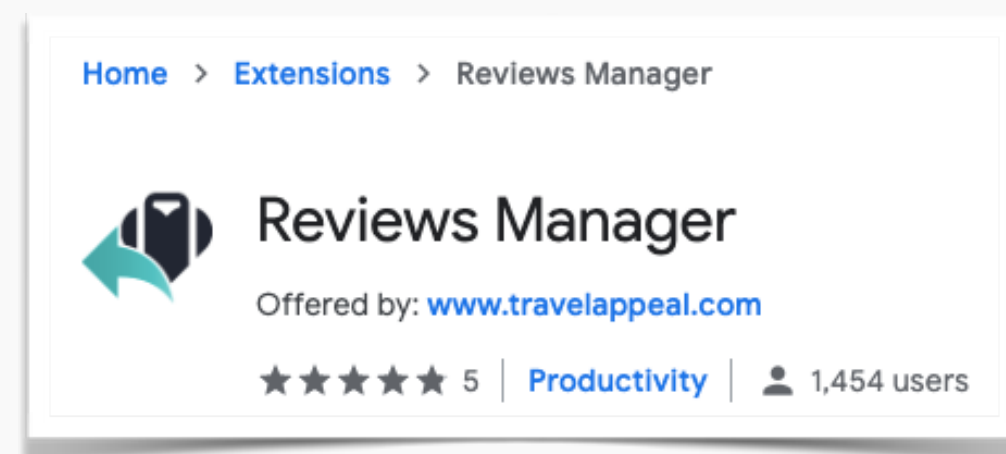 Home > Extensions > Reviews Manager
Reviews Manager
Offered by: www.travelappeal.com
5 | Productivity | 1,454 users